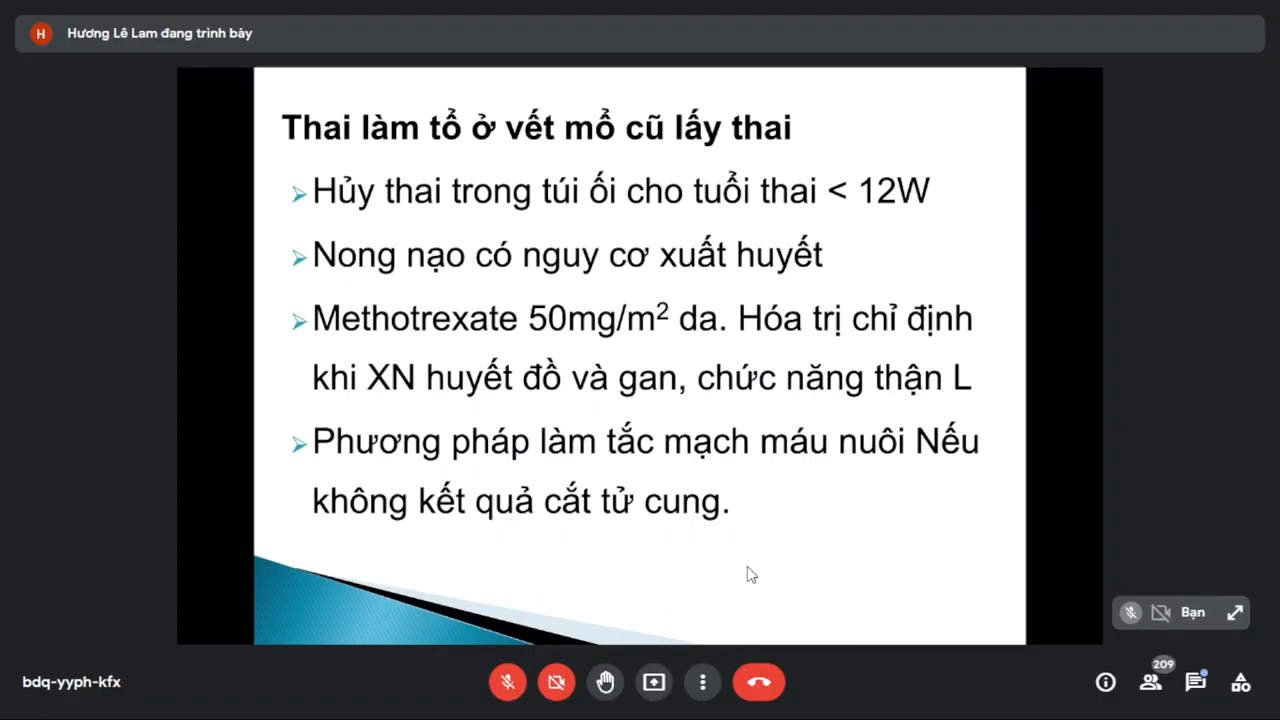 H
Hương Lê Lam đang trình bày
Thai làm tổ ở vết mổ cũ lấy thai
Hủy thai trong túi ối cho tuổi thai < 12W
Nong nạo có nguy cơ xuất huyết
Methotrexate 50mg/m² da. Hóa trị chỉ định
khi XN huyết đồ và gan, chức năng thận L
Phương pháp làm tắc mạch máu nuôi Nếu
không kết quả cắt tử cung.
Bạn
209
bdq-yyph-kfx